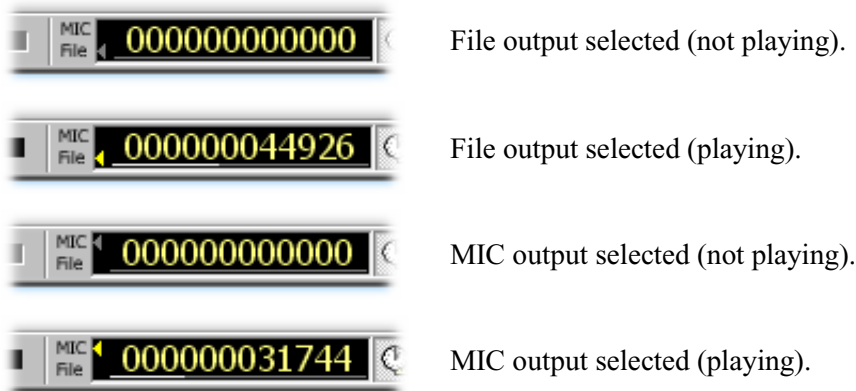 MIC
File
000000000000
File output selected (not playing).
MIC
File
000000044926
File output selected (playing).
MIC
File
000000000000
MIC output selected (not playing).
MIC
File
000000031744
MIC output selected (playing).